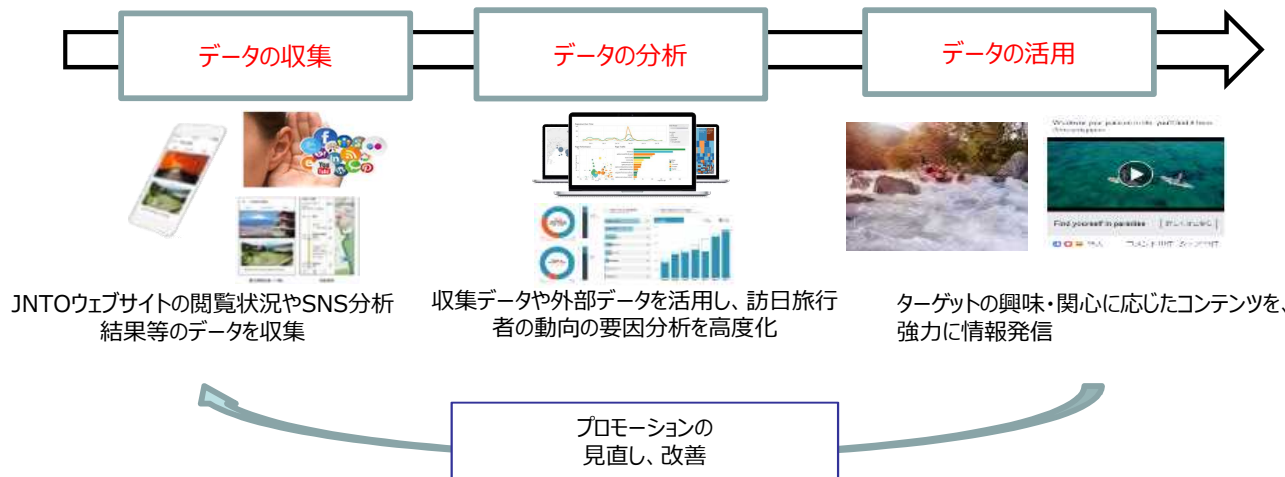 データの収集
データの分析
データの活用
Find yourself in paradise
JNTOウェブサイトの閲覧状況やSNS分析
結果等のデータを収集
収集データや外部データを活用し、訪日旅行
者の動向の要因分析を高度化
ターゲットの興味・関心に応じたコンテンツを、
強力に情報発信
プロモーションの
見直し、改善